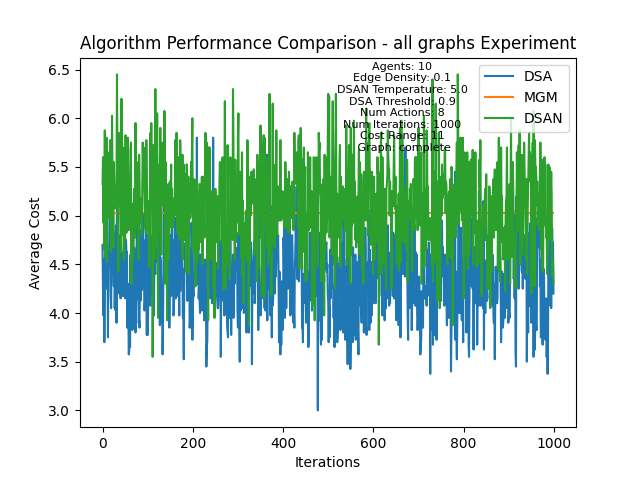 Algorithm Performance Comparison - all graphs Experiment
Agents: 10
Edge Density: 0.1
DSAN Temperature: 5.0
DSA Threshold: 0.9
Num Actions: 8
Num Iterations: 1000
Cost Range: 11
Graph: complete
DSA
MGM
DSAN
Average Cost
6.5
6.0
5.5
5.0
4.5
4.0
3.5
3.0
0 200 400 600 800 1000
Iterations